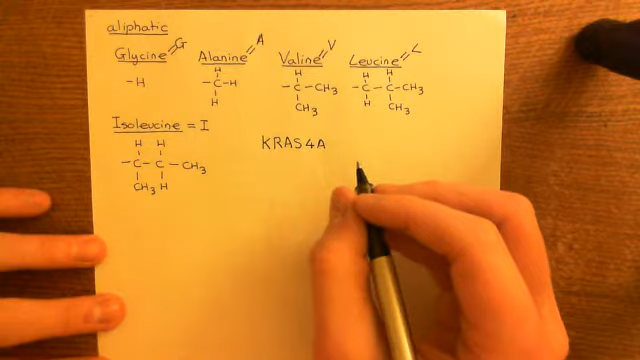 aliphatic
Glycine = G
Alanine = A
Valine = V
Leucine = L
-H
H
-C-H
H
H
-C-CH3
CH3
H H
-C-C-CH3
H CH3
Isoleucine = I
H H
-C-C-CH3
CH3 H
KRAS4A